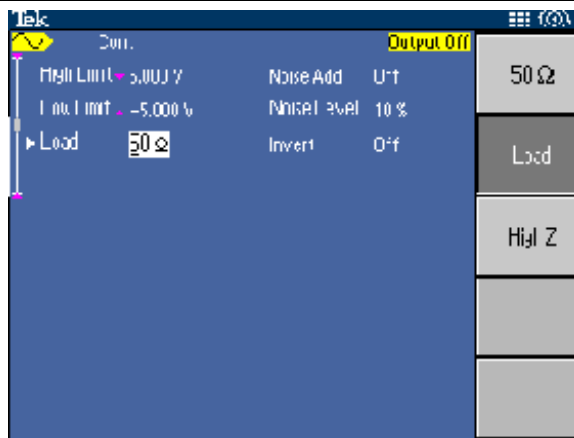 Tek
Con. Output Off
High Limit 5.000 V Noise Add Off
Low Limit -5.000 V Noise Level 10 %
Load 50 Ω Invert Off
50 Ω
Load
High Z